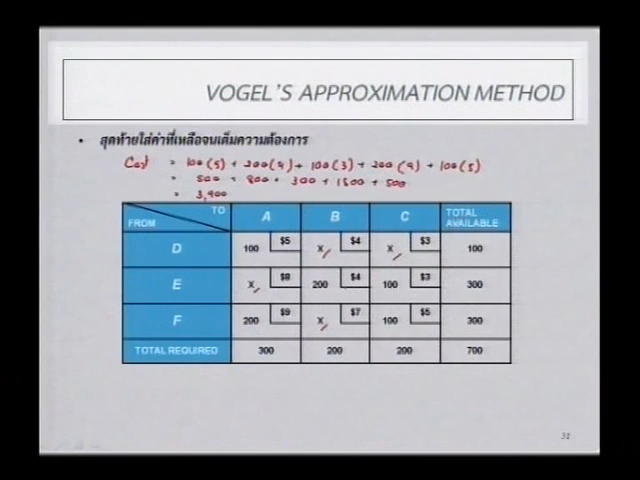 VOGEL'S APPROXIMATION METHOD
• สุดท้ายใส่ค่าที่เหลือจนเต็มความต้องการ
Cost = 100(5) + 200(4) + 100(3) + 200(9) + 100(5)
= 500 + 800 + 300 + 1800 + 500
= 3,900
FROM TO A B C TOTAL AVAILABLE
D 100 $5 X $4 X $3 100
E X $8 200 $4 100 $3 300
F 200 $9 X $7 100 $5 300
TOTAL REQUIRED 300 200 200 700
31